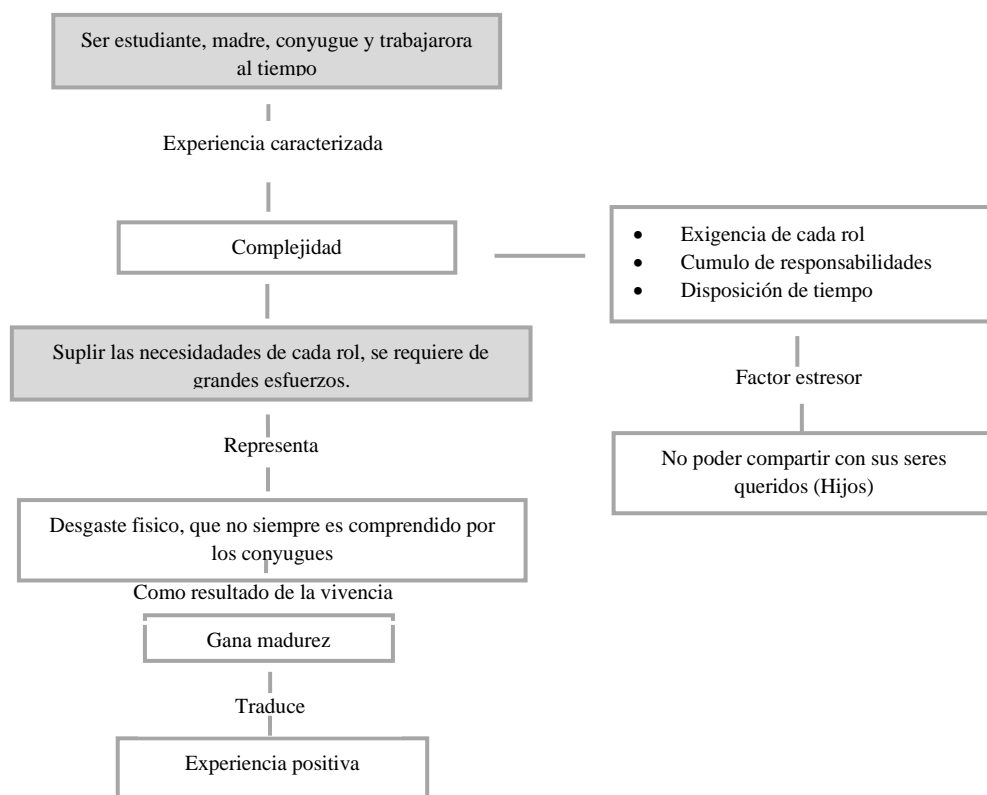 Ser estudiante, madre, conyugue y trabajarora
al tiempo
Experiencia caracterizada
Complejidad
• Exigencia de cada rol
• Cumulo de responsabilidades
• Disposición de tiempo
Suplir las necesidadades de cada rol, se requiere de
grandes esfuerzos.
Factor estresor
Representa
No poder compartir con sus seres
queridos (Hijos)
Desgaste fisico, que no siempre es comprendido por
los conyugues
Como resultado de la vivencia
Gana madurez
Traduce
Experiencia positiva